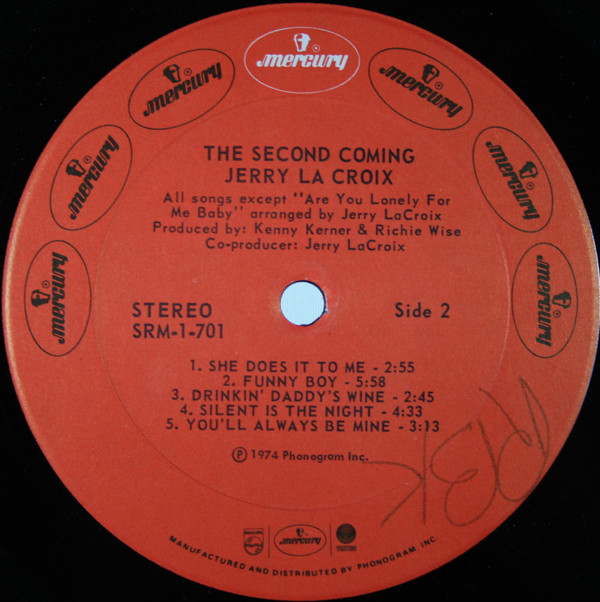 mercury
mercury
mercury
mercury
mercury
mercury
mercury
THE SECOND COMING
JERRY LA CROIX
All songs except "Are You Lonely For
Me Baby" arranged by Jerry LaCroix
Produced by: Kenny Kerner & Richie Wise
Co-producer: Jerry LaCroix
STEREO
SRM-1-701
Side 2
1. SHE DOES IT TO ME - 2:55
2. FUNNY BOY - 5:58
3. DRINKIN' DADDY'S WINE - 2:45
4. SILENT IS THE NIGHT - 4:33
5. YOU'LL ALWAYS BE MINE - 3:13
Ⓟ 1974 Phonogram Inc.
mercury
MANUFACTURED AND DISTRIBUTED BY PHONOGRAM, INC.